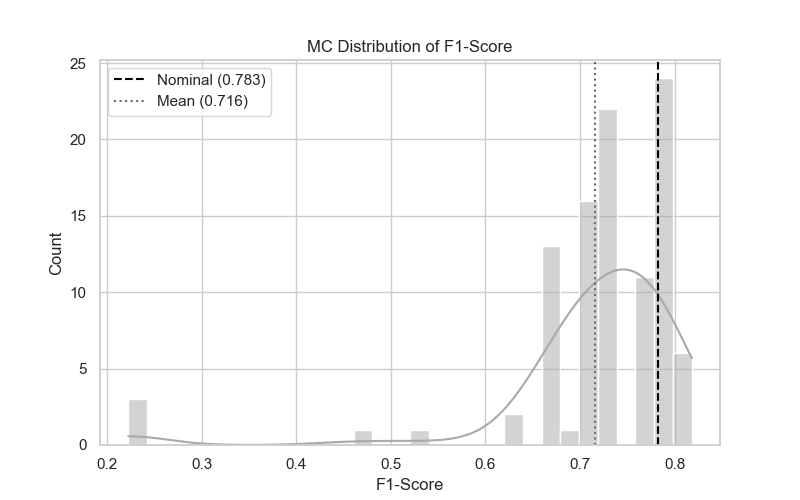 MC Distribution of F1-Score
Nominal (0.783)
Mean (0.716)
25
20
15
10
5
0
Count
0.2 0.3 0.4 0.5 0.6 0.7 0.8
F1-Score